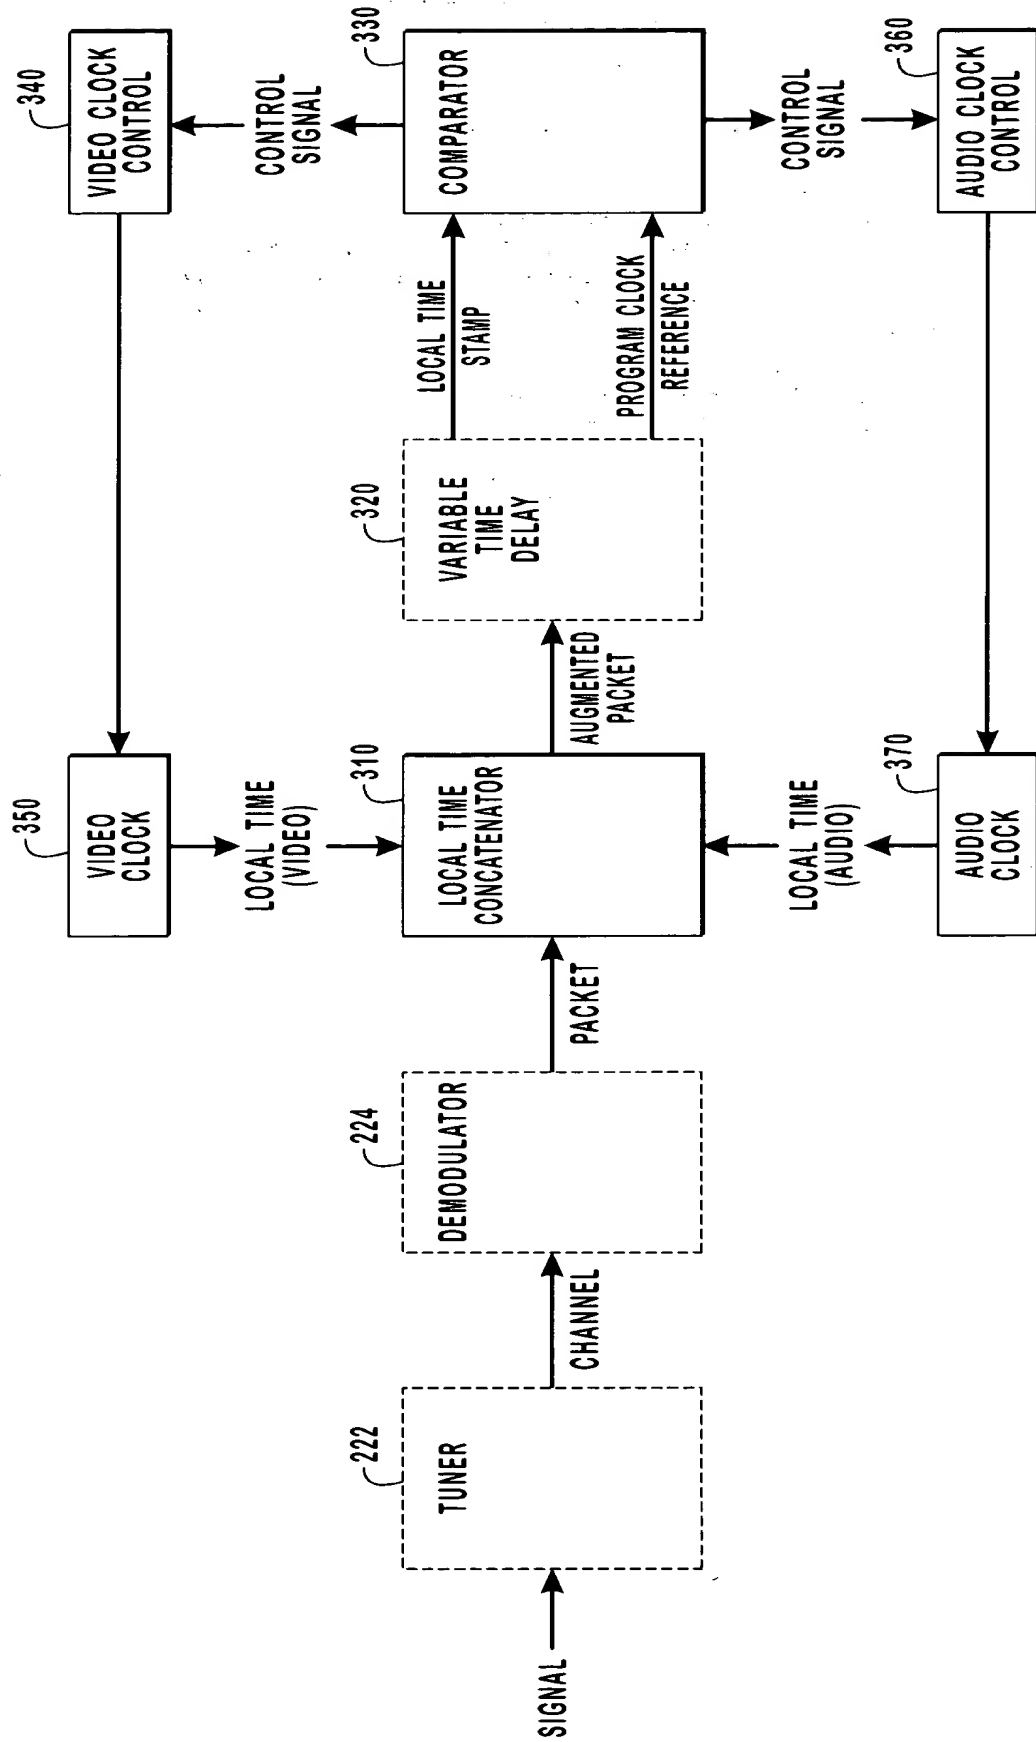 350
VIDEO
CLOCK
340
VIDEO CLOCK
CONTROL
LOCAL TIME
(VIDEO)
CONTROL
SIGNAL
SIGNAL
222
TUNER
CHANNEL
224
DEMODULATOR
PACKET
310
LOCAL TIME
CONCATENATOR
AUGMENTED
PACKET
320
VARIABLE
TIME
DELAY
LOCAL TIME
STAMP
PROGRAM CLOCK
REFERENCE
330
COMPARATOR
LOCAL TIME
(AUDIO)
CONTROL
SIGNAL
370
AUDIO
CLOCK
360
AUDIO CLOCK
CONTROL